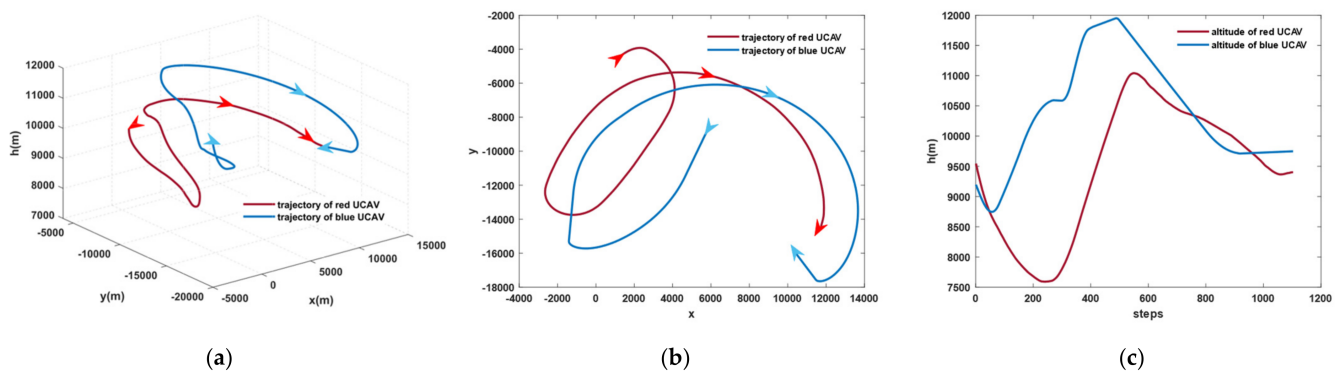 12000
11000
10000
9000
8000
7000
h(m)
-5000
-10000
-15000
-20000
y(m)
-5000
0
5000
10000
15000
x(m)
trajectory of red UCAV
trajectory of blue UCAV
(a)
-2000
-4000
-6000
-8000
-10000
-12000
-14000
-16000
-18000
y
-4000 -2000 0 2000 4000 6000 8000 10000 12000 14000
x
trajectory of red UCAV
trajectory of blue UCAV
(b)
12000
11500
11000
10500
10000
9500
9000
8500
8000
7500
h(m)
0 200 400 600 800 1000 1200
steps
altitude of red UCAV
altitude of blue UCAV
(c)